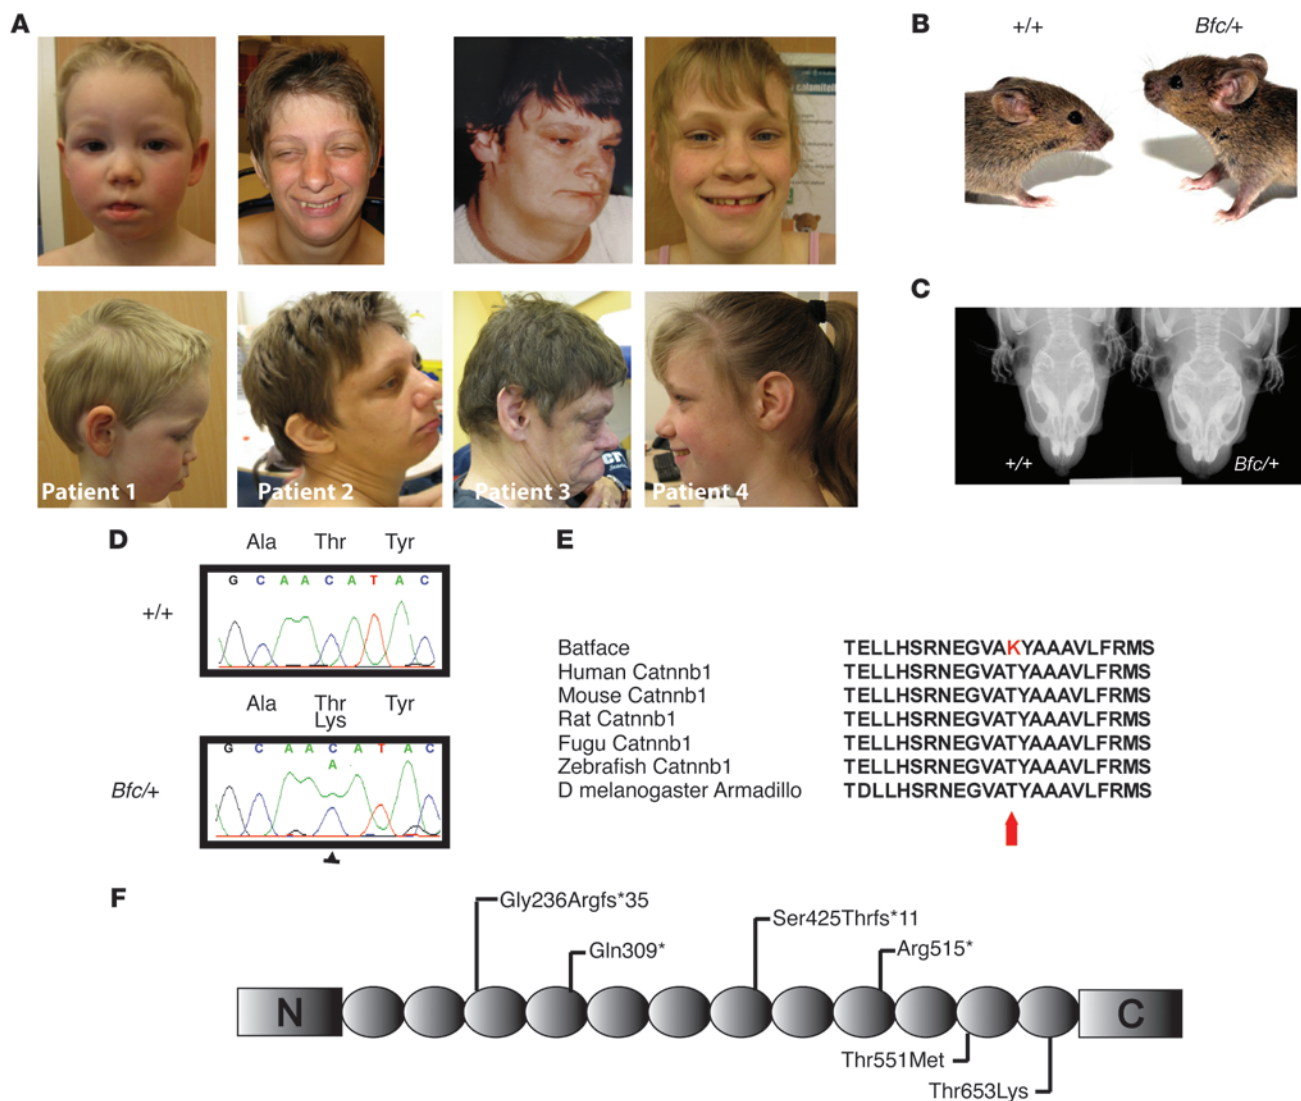 A
B
+/+
Bfc/+
C
+/+
Bfc/+
Patient 1
Patient 2
Patient 3
Patient 4
D
Ala Thr Tyr
+/+
G C A A C A T A C
Ala Thr Tyr
Lys
Bfc/+
G C A A C A T A C
A
E
Batface TELLHSRNEGVAKYAAAVLFRMS
Human Catnnb1 TELLHSRNEGVATYAAAVLFRMS
Mouse Catnnb1 TELLHSRNEGVATYAAAVLFRMS
Rat Catnnb1 TELLHSRNEGVATYAAAVLFRMS
Fugu Catnnb1 TELLHSRNEGVATYAAAVLFRMS
Zebrafish Catnnb1 TELLHSRNEGVATYAAAVLFRMS
D melanogaster Armadillo TDLLHSRNEGVATYAAAVLFRMS
F
Gly236Argfs*35
Gln309*
Ser425Thrfs*11
Arg515*
N
C
Thr551Met
Thr653Lys